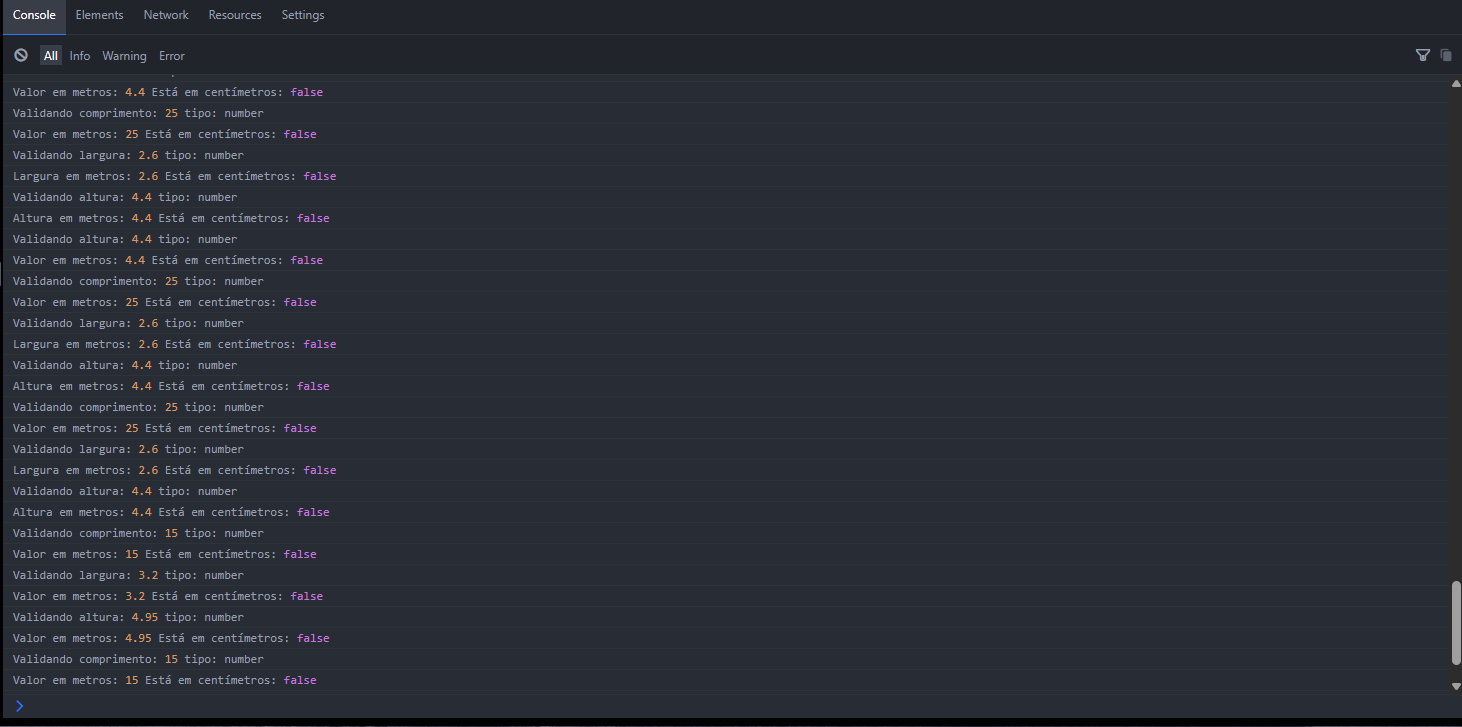 Console Elements Network Resources Settings
All Info Warning Error
Valor em metros: 4.4 Está em centímetros: false
Validando comprimento: 25 tipo: number
Valor em metros: 25 Está em centímetros: false
Validando largura: 2.6 tipo: number
Largura em metros: 2.6 Está em centímetros: false
Validando altura: 4.4 tipo: number
Altura em metros: 4.4 Está em centímetros: false
Validando altura: 4.4 tipo: number
Valor em metros: 4.4 Está em centímetros: false
Validando comprimento: 25 tipo: number
Valor em metros: 25 Está em centímetros: false
Validando largura: 2.6 tipo: number
Largura em metros: 2.6 Está em centímetros: false
Validando altura: 4.4 tipo: number
Altura em metros: 4.4 Está em centímetros: false
Validando comprimento: 25 tipo: number
Valor em metros: 25 Está em centímetros: false
Validando largura: 2.6 tipo: number
Largura em metros: 2.6 Está em centímetros: false
Validando altura: 4.4 tipo: number
Altura em metros: 4.4 Está em centímetros: false
Validando comprimento: 15 tipo: number
Valor em metros: 15 Está em centímetros: false
Validando largura: 3.2 tipo: number
Valor em metros: 3.2 Está em centímetros: false
Validando altura: 4.95 tipo: number
Valor em metros: 4.95 Está em centímetros: false
Validando comprimento: 15 tipo: number
Valor em metros: 15 Está em centímetros: false